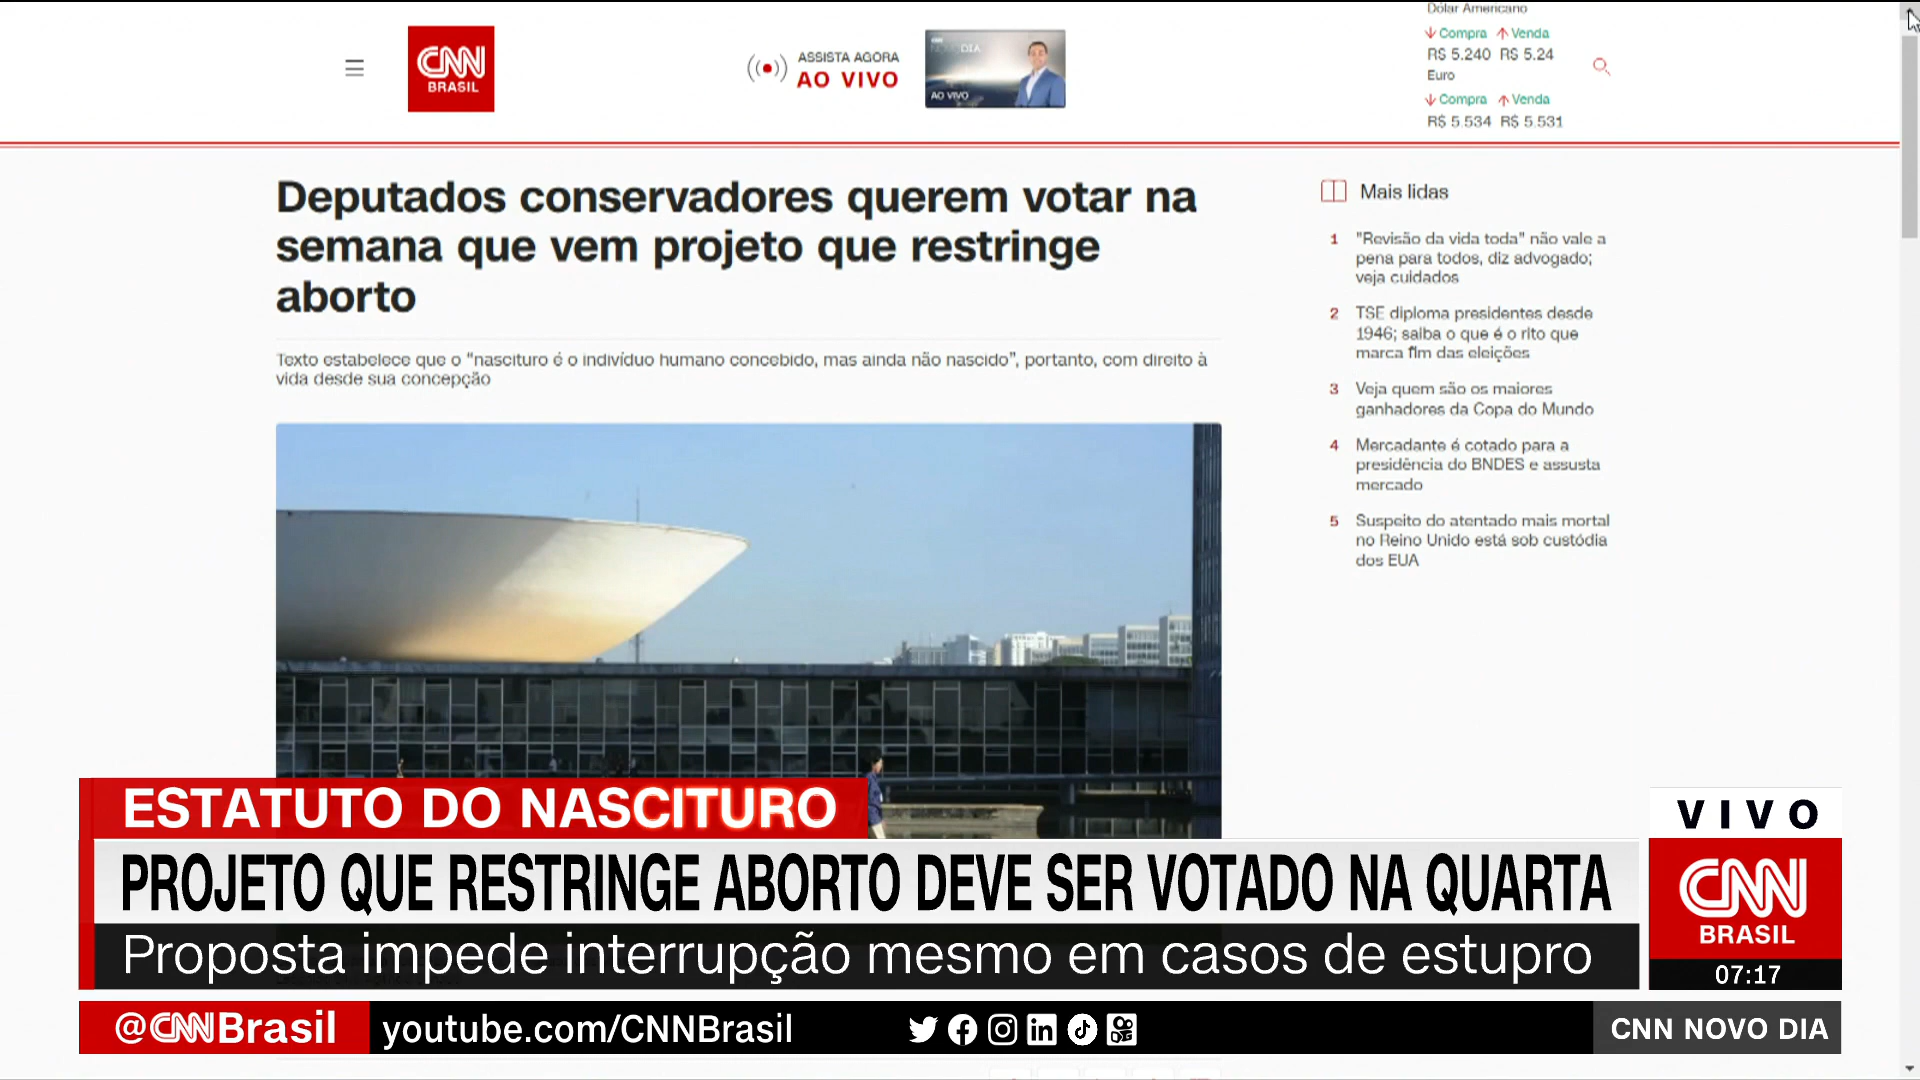 CNN
BRASIL
ASSISTA AGORA
AO VIVO
NOVO DIA
AO VIVO
Dólar Americano
Compra Venda
R$ 5.240 R$ 5.24
Euro
Compra Venda
R$ 5.534 R$ 5.531
Deputados conservadores querem votar na
semana que vem projeto que restringe
aborto
Texto estabelece que o “nascituro é o indivíduo humano concebido, mas ainda não nascido”, portanto, com direito à
vida desde sua concepção
Mais lidas
1 "Revisão da vida toda" não vale a
pena para todos, diz advogado;
veja cuidados
2 TSE diploma presidentes desde
1946; saiba o que é o rito que
marca fim das eleições
3 Veja quem são os maiores
ganhadores da Copa do Mundo
4 Mercadante é cotado para a
presidência do BNDES e assusta
mercado
5 Suspeito do atentado mais mortal
no Reino Unido está sob custódia
dos EUA
ESTATUTO DO NASCITURO
PROJETO QUE RESTRINGE ABORTO DEVE SER VOTADO NA QUARTA
Proposta impede interrupção mesmo em casos de estupro
VIVO
CNN
BRASIL
07:17
@CNNBrasil youtube.com/CNNBrasil
CNN NOVO DIA